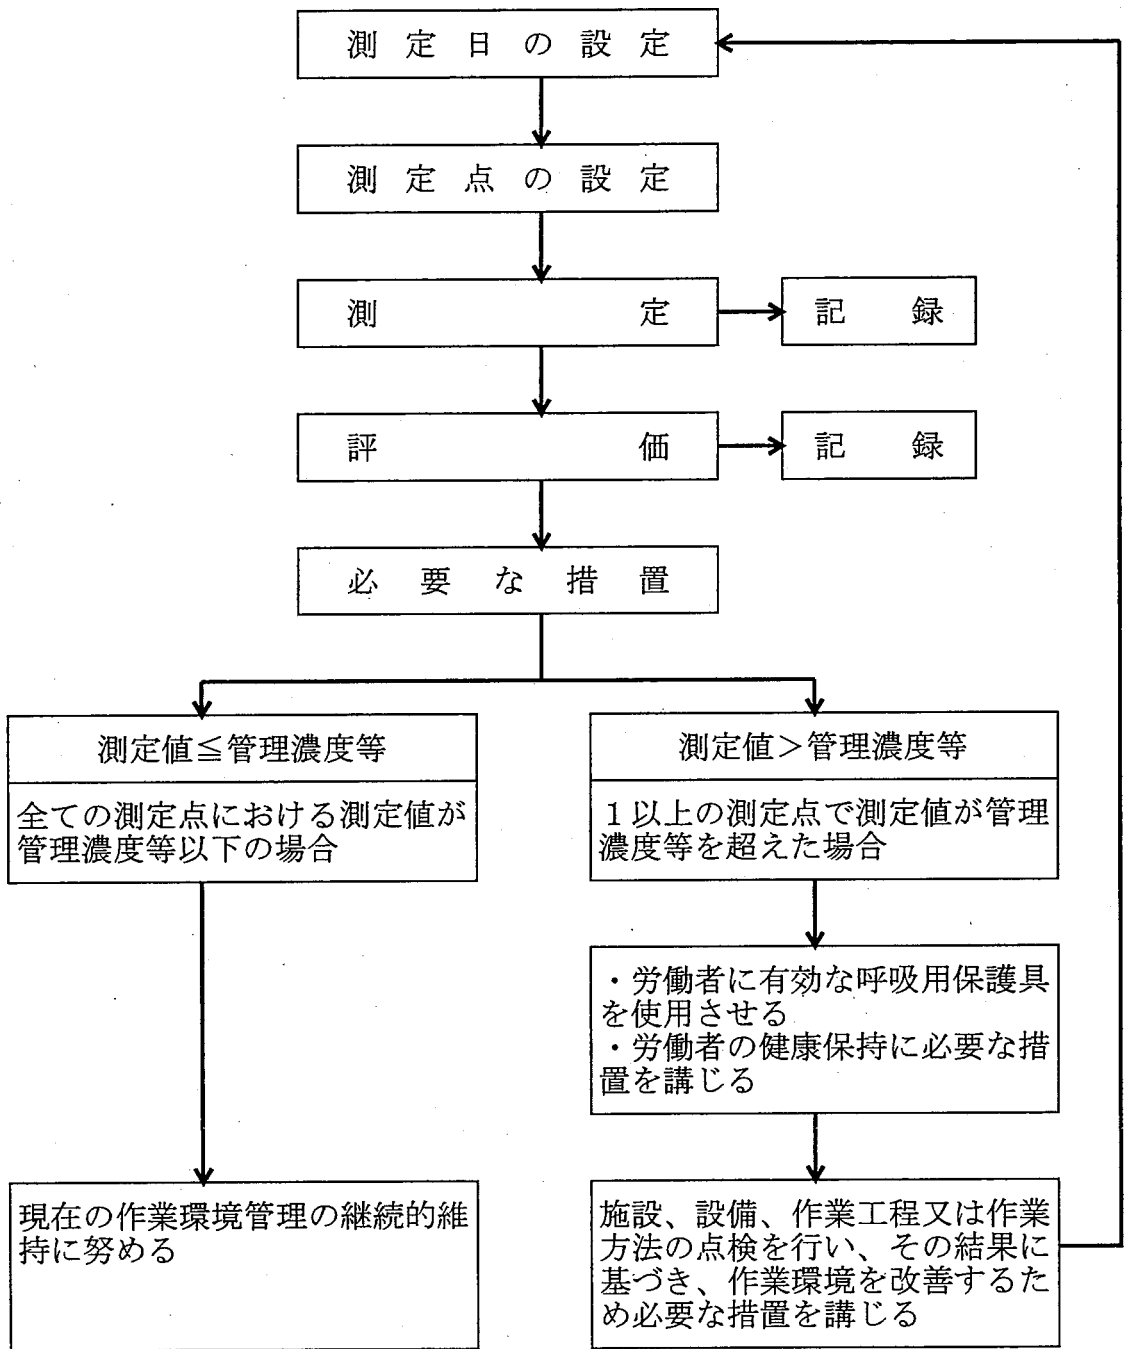 測定日の設定
測定点の設定
測定
記録
評価
記録
必要な措置
測定値≦管理濃度等
全ての測定点における測定値が
管理濃度等以下の場合
測定値＞管理濃度等
１以上の測定点で測定値が管理
濃度等を超えた場合
・労働者に有効な呼吸用保護具
を使用させる
・労働者の健康保持に必要な措
置を講じる
現在の作業環境管理の継続的維
持に努める
施設、設備、作業工程又は作業
方法の点検を行い、その結果に
基づき、作業環境を改善するた
め必要な措置を講じる